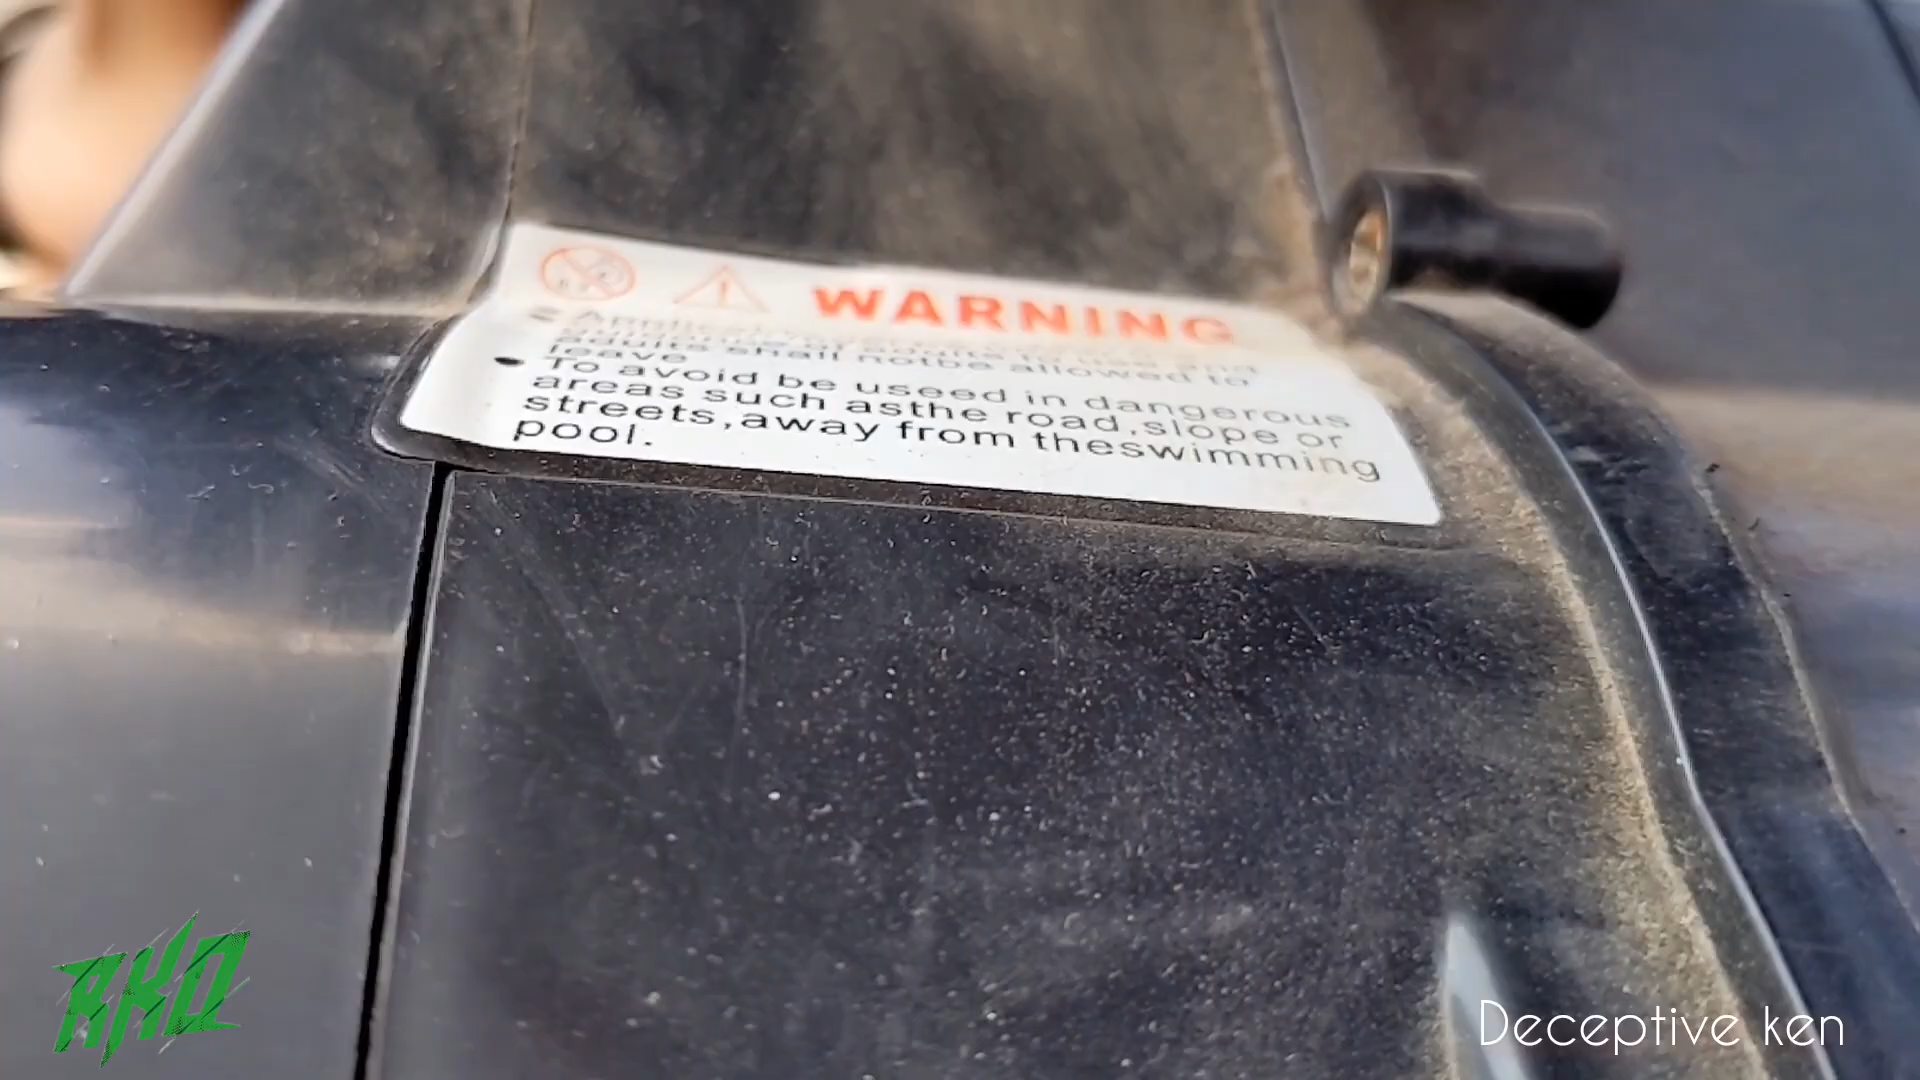 WARNING
adults shall notbe allowed to
leave
• To avoid be useed in dangerous
areas such asthe road,slope or
streets,away from theswimming
pool.
RKO
Deceptive ken